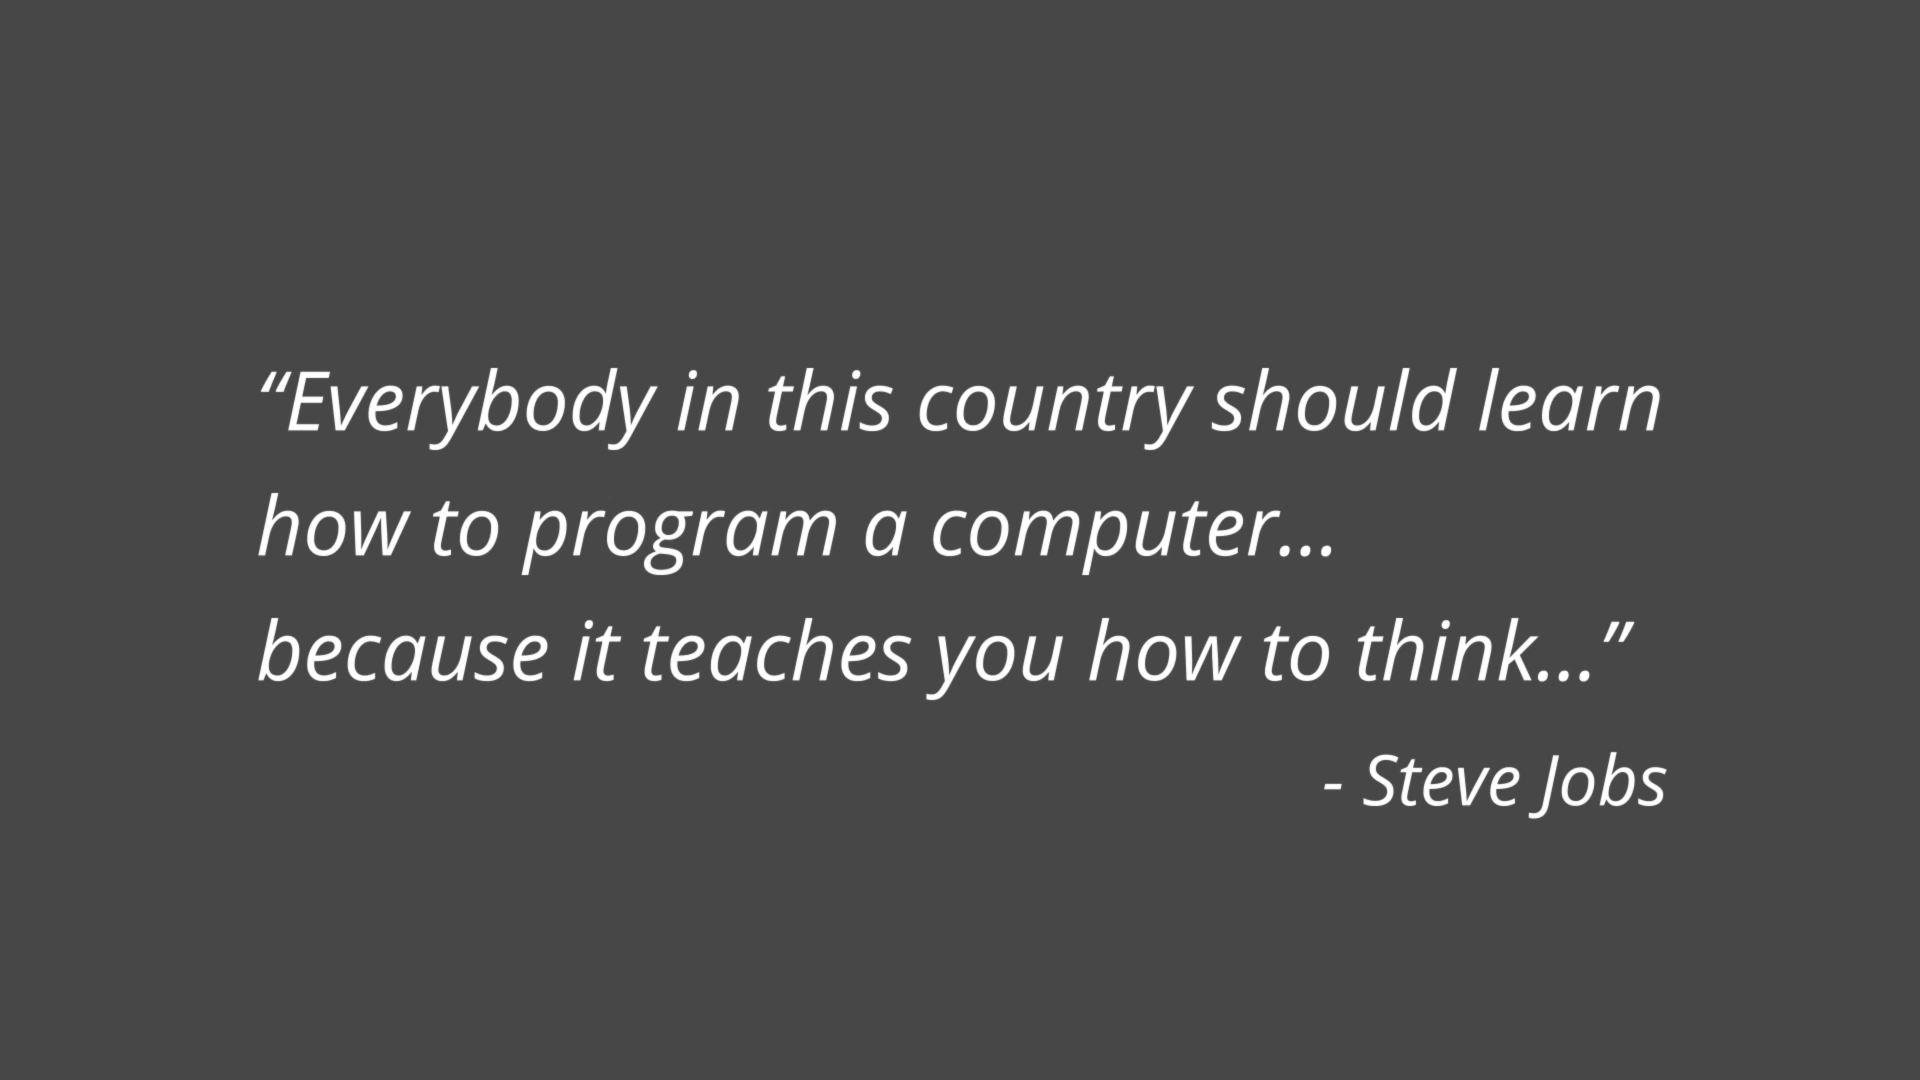 “Everybody in this country should learn
how to program a computer...
because it teaches you how to think...”
- Steve Jobs